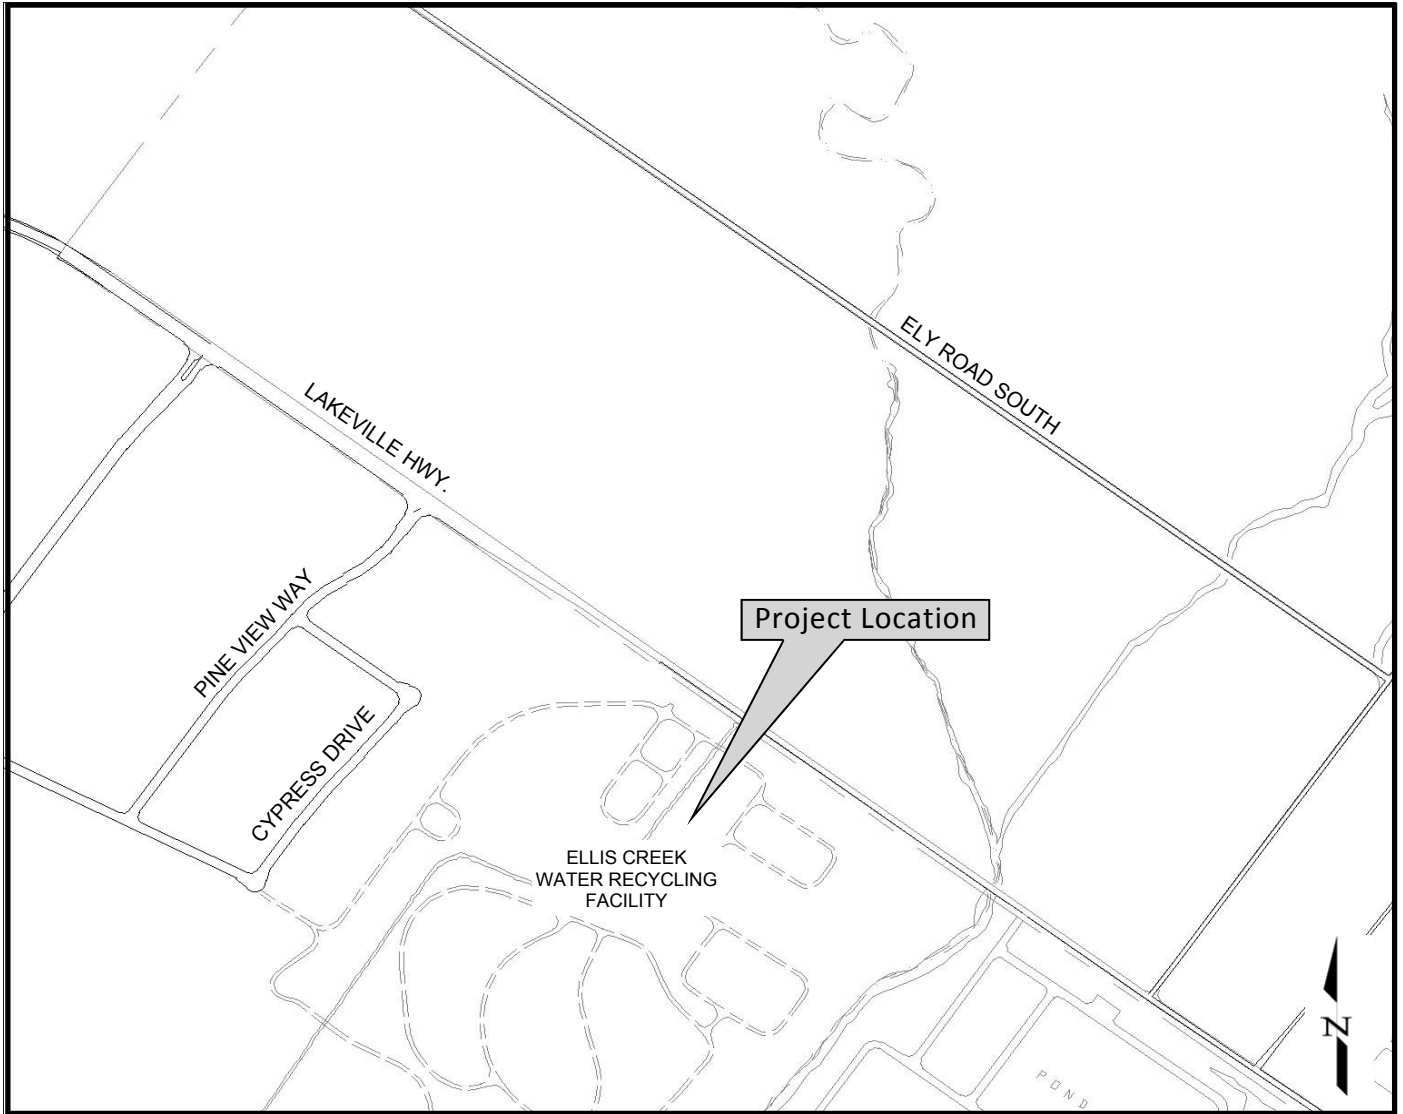 ELY ROAD SOUTH
LAKEVILLE HWY.
PINE VIEW WAY
Project Location
CYPRESS DRIVE
ELLIS CREEK
WATER RECYCLING
FACILITY
N
POND